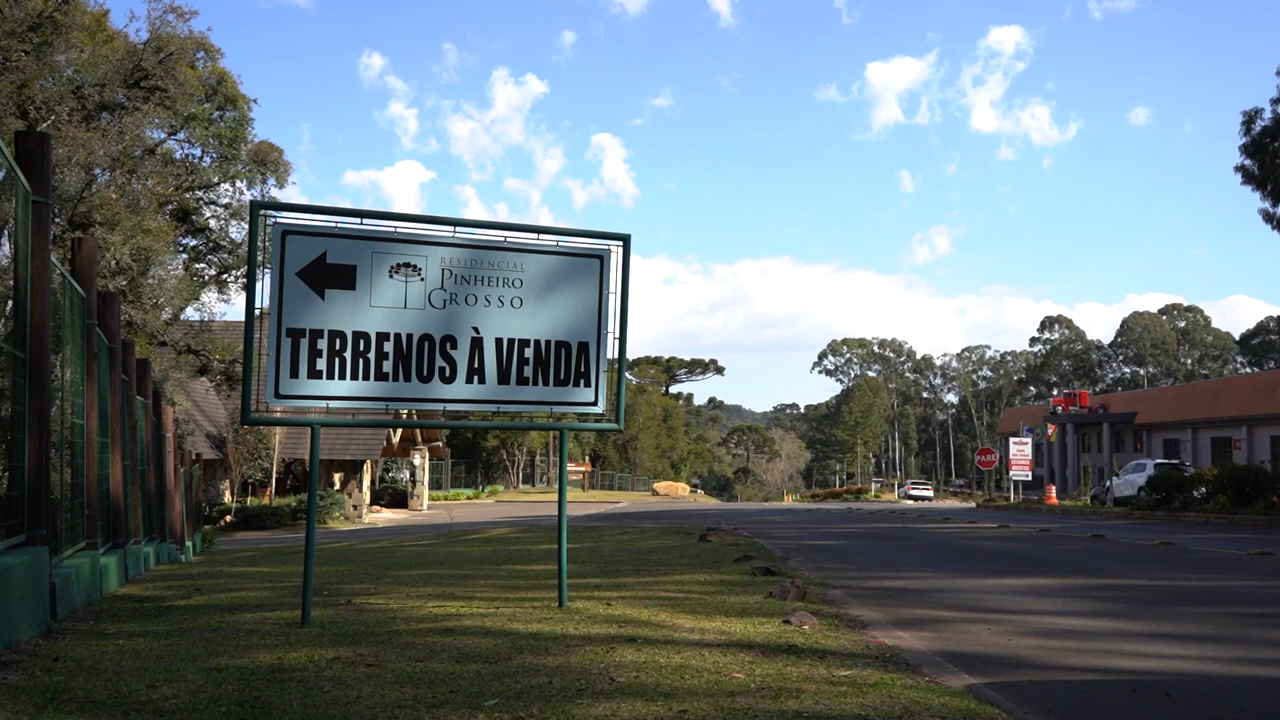 RESIDENCIAL
PINHEIRO
GROSSO
TERRENOS À VENDA
PARE